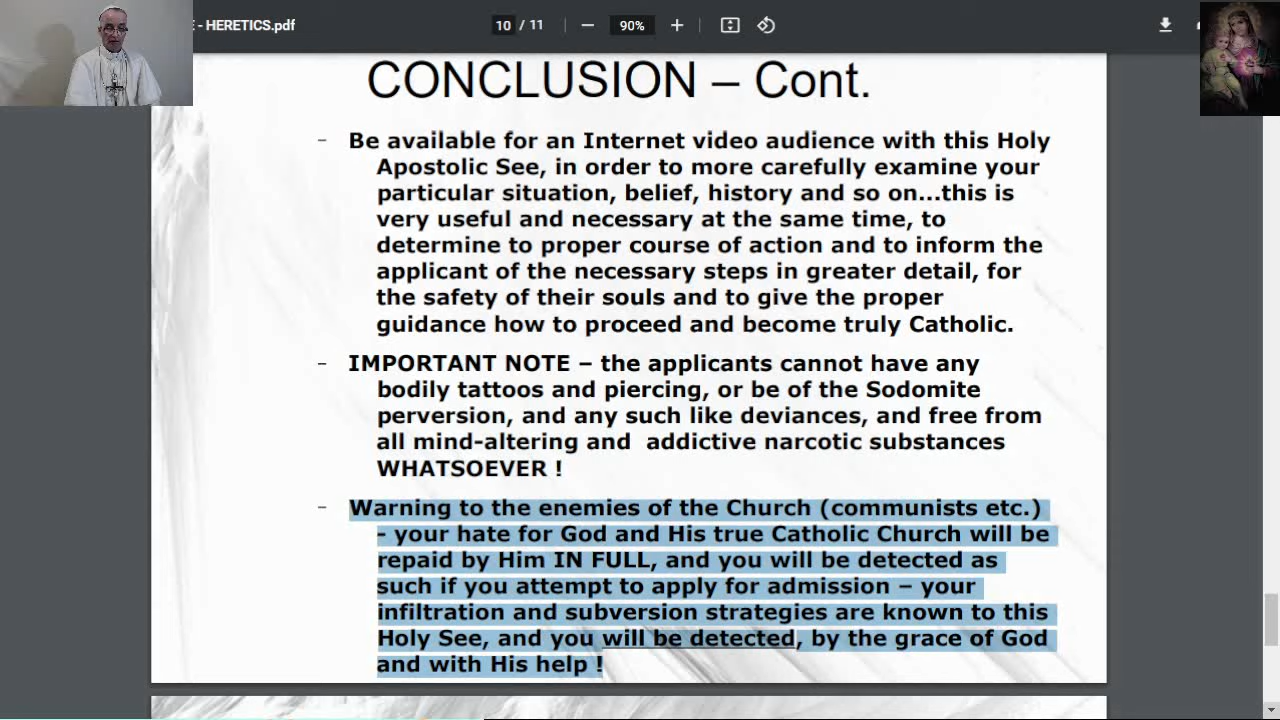 - HERETICS.pdf
10 / 11
90%
CONCLUSION – Cont.
– Be available for an Internet video audience with this Holy
Apostolic See, in order to more carefully examine your
particular situation, belief, history and so on...this is
very useful and necessary at the same time, to
determine to proper course of action and to inform the
applicant of the necessary steps in greater detail, for
the safety of their souls and to give the proper
guidance how to proceed and become truly Catholic.
– IMPORTANT NOTE – the applicants cannot have any
bodily tattoos and piercing, or be of the Sodomite
perversion, and any such like deviances, and free from
all mind-altering and addictive narcotic substances
WHATSOEVER !
– Warning to the enemies of the Church (communists etc.)
- your hate for God and His true Catholic Church will be
repaid by Him IN FULL, and you will be detected as
such if you attempt to apply for admission – your
infiltration and subversion strategies are known to this
Holy See, and you will be detected, by the grace of God
and with His help !